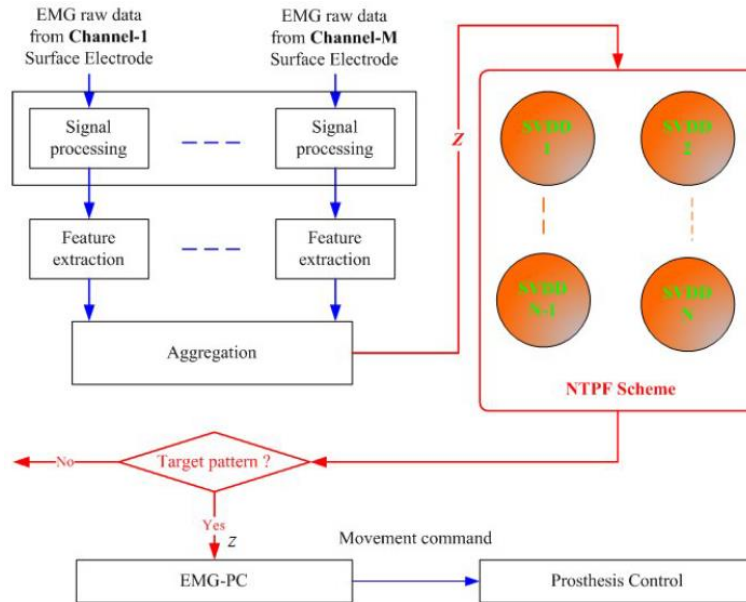 EMG raw data
from Channel-1
Surface Electrode
EMG raw data
from Channel-M
Surface Electrode
Signal
processing
Signal
processing
Feature
extraction
Feature
extraction
Aggregation
Z
SVDD
1
SVDD
2
SVDD
N-1
SVDD
N
NTPF Scheme
Target pattern ?
No
Yes
Z
EMG-PC
Movement command
Prosthesis Control